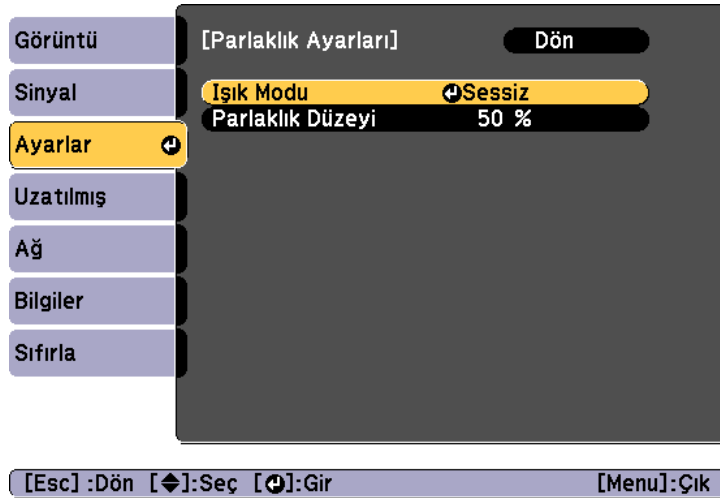 Görüntü
Sinyal
Ayarlar
Uzatılmış
Ağ
Bilgiler
Sıfırla
[Parlaklık Ayarları] Dön
Işık Modu Sessiz
Parlaklık Düzeyi 50 %
[Esc] :Dön [◆]:Seç [↵]:Gir [Menu]:Çık